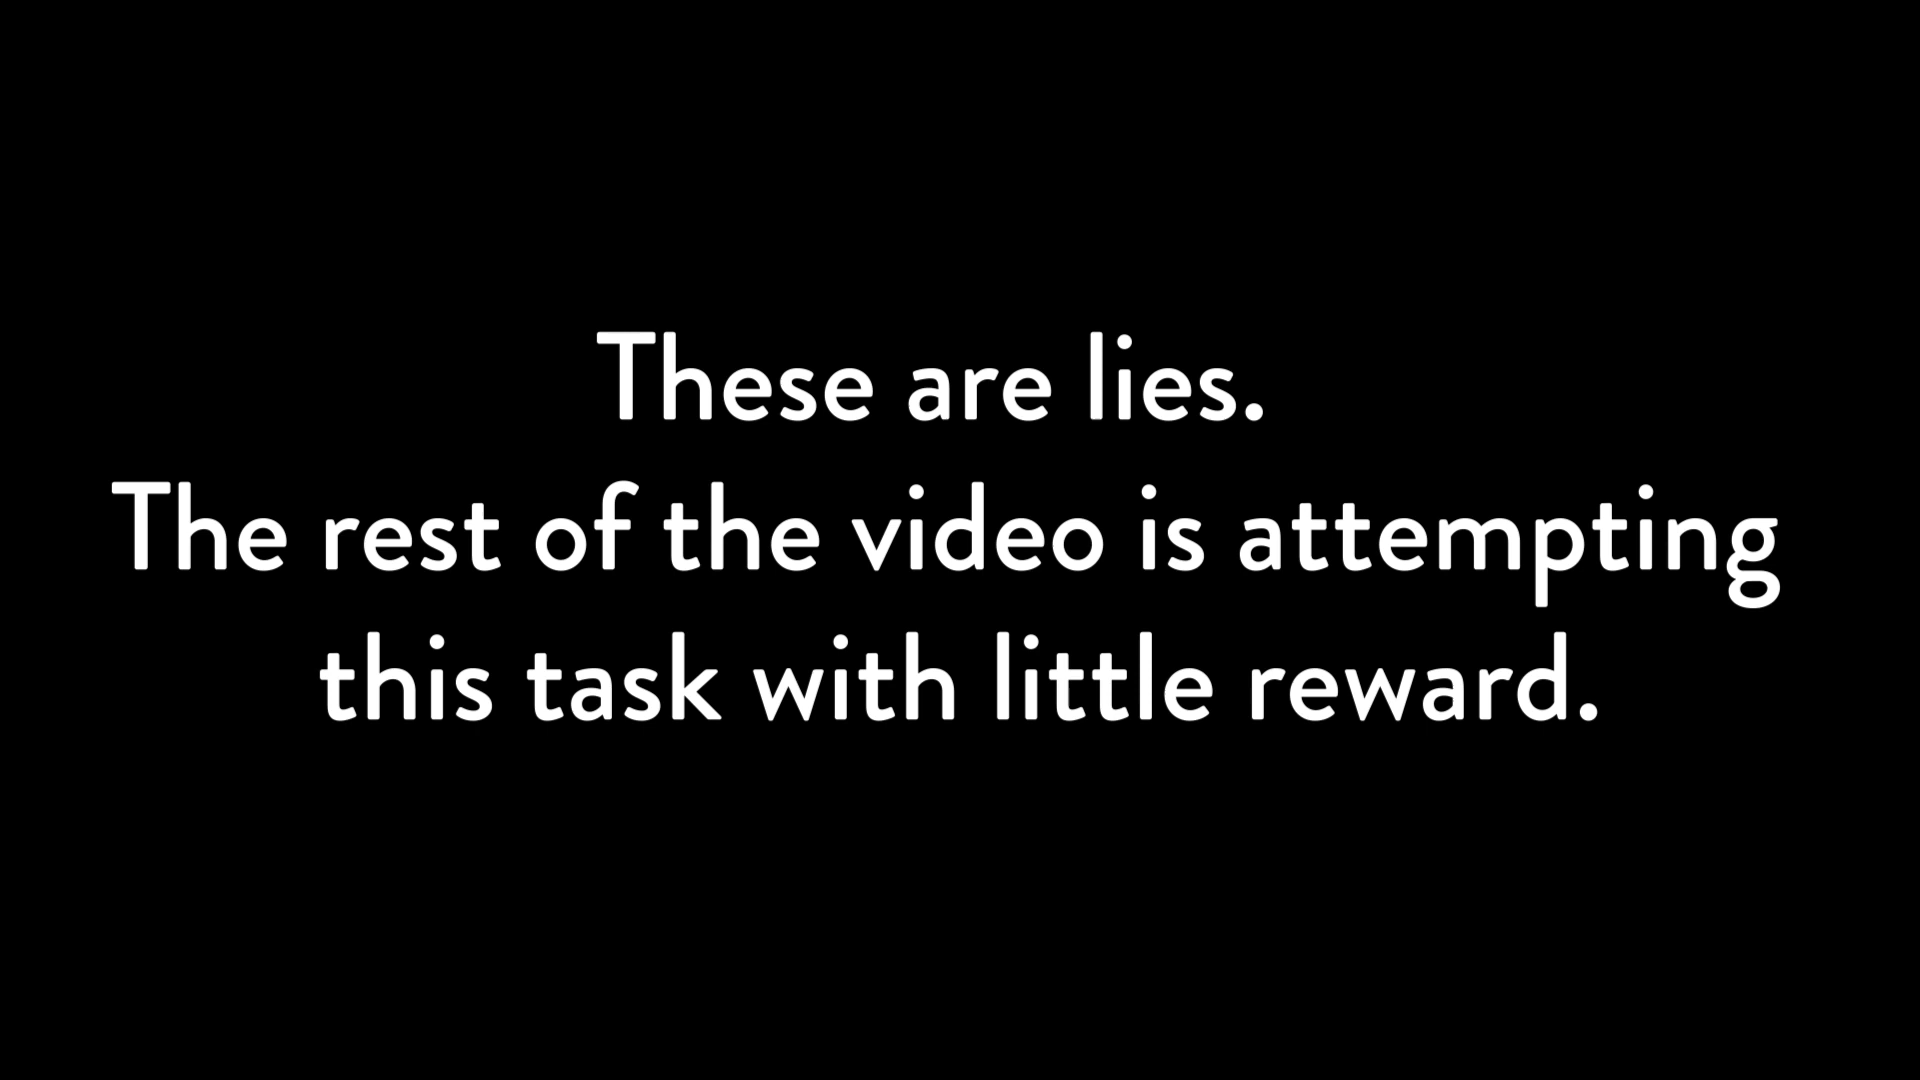 These are lies.
The rest of the video is attempting
this task with little reward.